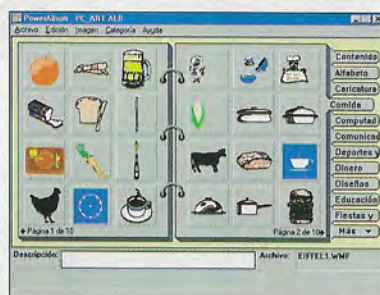 PowerAlbum - PC_ART.ALB
Archivo Edición Imagen Categoría Ayuda
Contenido
Alfabeto
Caricatura
Comida
Computad
Comunicac
Deportes y
Dinero
Diseños
Educación
Fiestas y
Más
Página 1 de 10
Página 2 de 10
Descripción:
Archivo: EIFFEL1.WMF